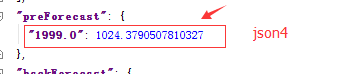 "preForecast": {
"1999.0": 1024.3790507810327
json4
},
"backForecast": {